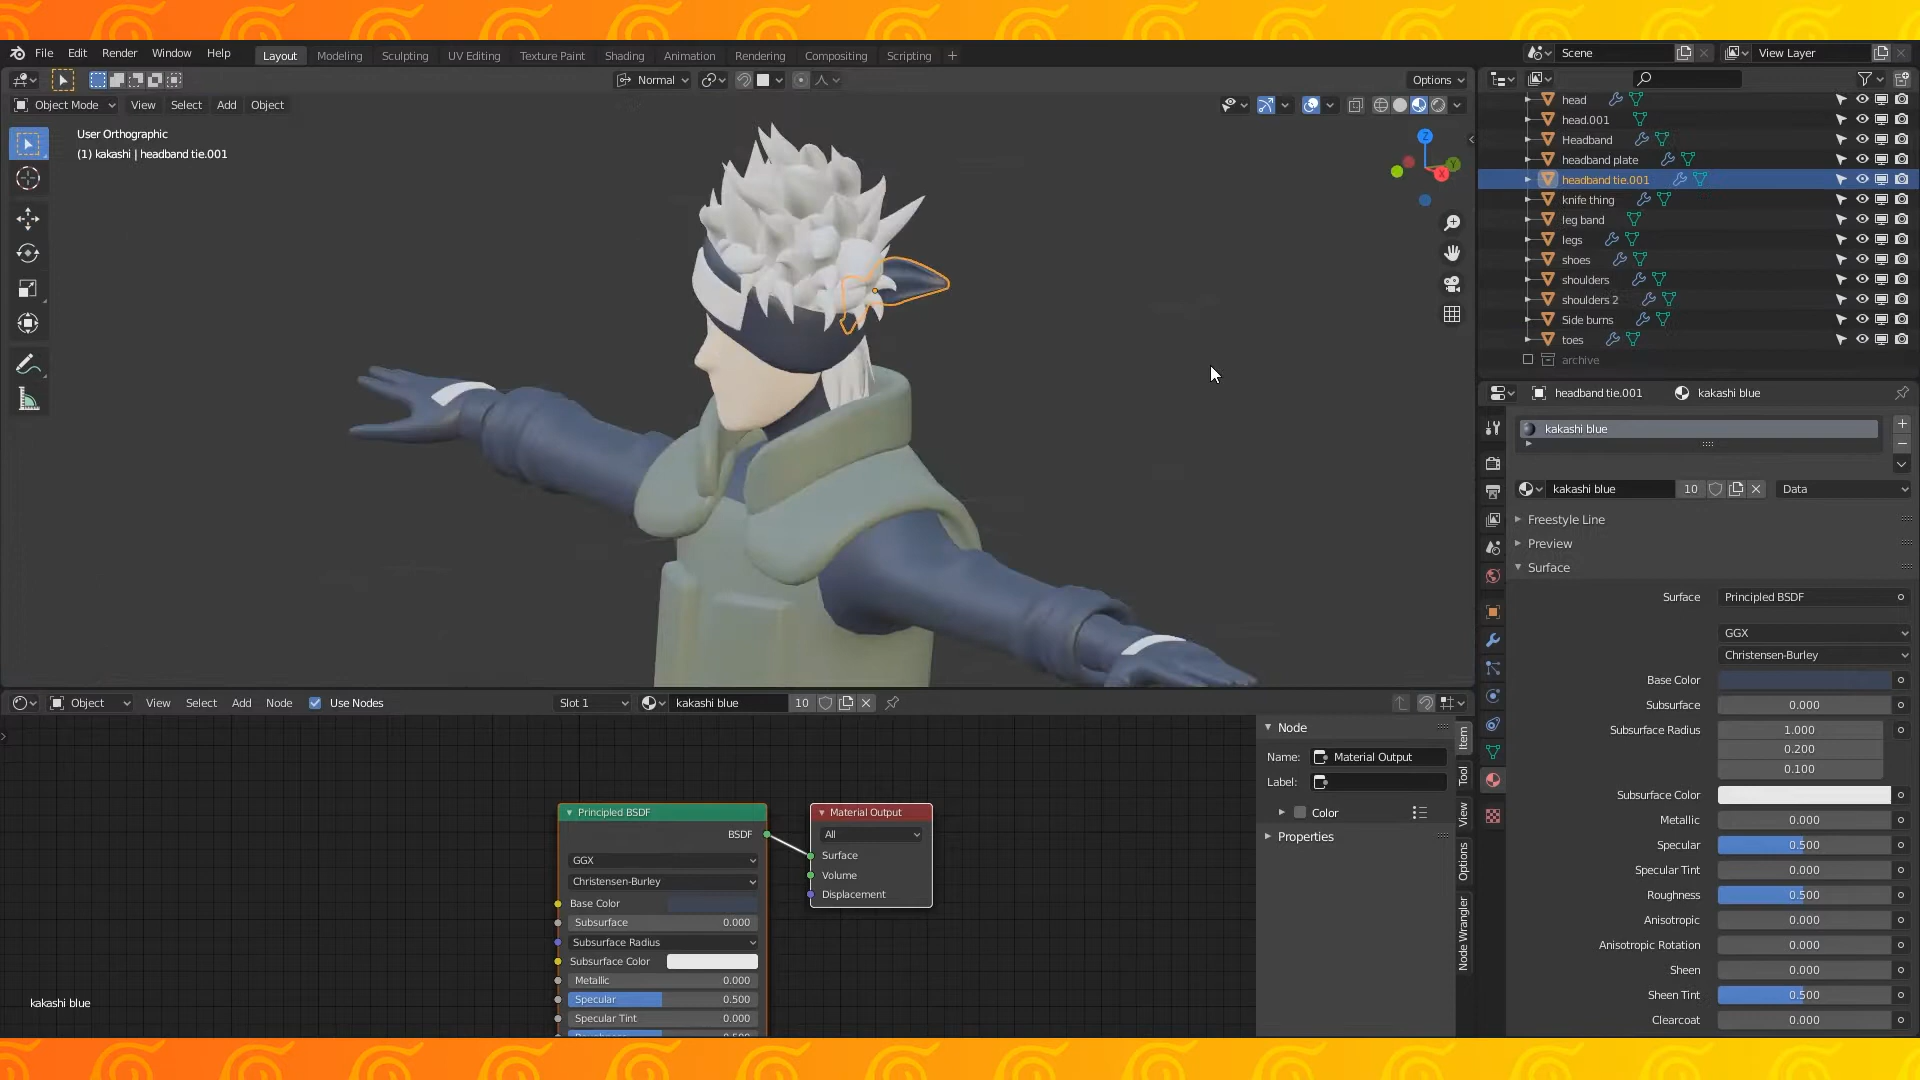 File Edit Render Window Help Layout Modeling Sculpting UV Editing Texture Paint Shading Animation Rendering Compositing Scripting + Scene View Layer
Normal Options
Object Mode View Select Add Object
User Orthographic
(1) kakashi | headband tie.001
Z
Y
X
head
head.001
Headband
headband plate
headband tie.001
knife thing
leg band
legs
shoes
shoulders
shoulders 2
Side burns
toes
archive
headband tie.001 kakashi blue
kakashi blue
kakashi blue 10 Data
Freestyle Line
Preview
Surface
Surface Principled BSDF
GGX
Christensen-Burley
Base Color
Subsurface 0.000
Subsurface Radius 1.000
0.200
0.100
Subsurface Color
Metallic 0.000
Specular 0.500
Specular Tint 0.000
Roughness 0.500
Anisotropic 0.000
Anisotropic Rotation 0.000
Sheen 0.000
Sheen Tint 0.500
Clearcoat 0.000
Object View Select Add Node Use Nodes Slot 1 kakashi blue 10
Node
Name: Material Output
Label:
Color
Properties
Item
Tool
View
Options
Node Wrangler
Principled BSDF
BSDF
GGX
Christensen-Burley
Base Color
Subsurface 0.000
Subsurface Radius
Subsurface Color
Metallic 0.000
Specular 0.500
Specular Tint 0.000
Material Output
All
Surface
Volume
Displacement
kakashi blue